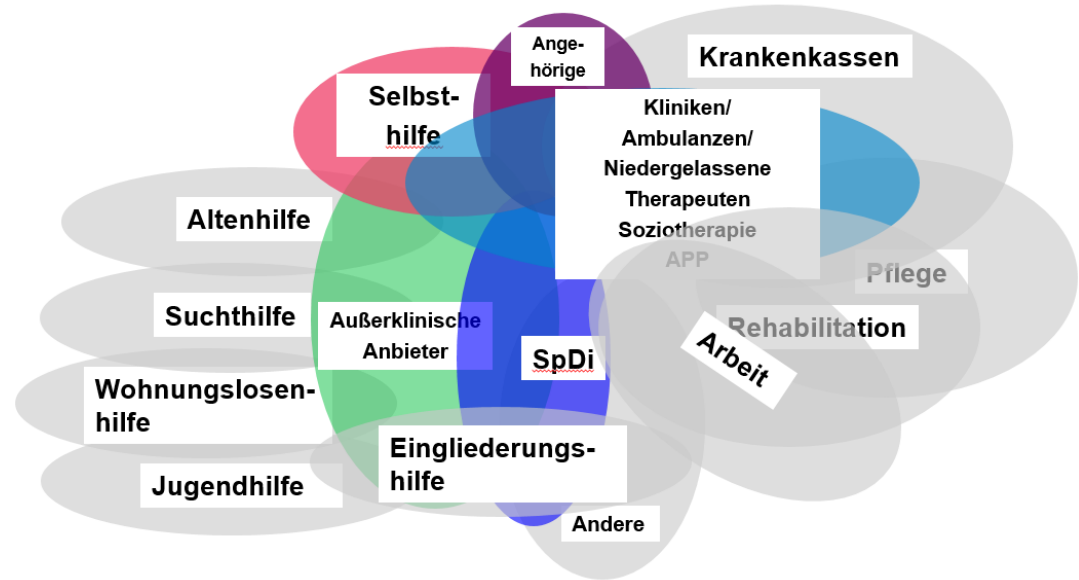 Ange-
hörige
Krankenkassen
Selbst-
hilfe
Kliniken/
Ambulanzen/
Niedergelassene
Therapeuten
Soziotherapie
APP
Altenhilfe
Pflege
Suchthilfe
Außerklinische
Anbieter
SpDi
Rehabilitation
Arbeit
Wohnungslosen-
hilfe
Eingliederungs-
hilfe
Jugendhilfe
Andere